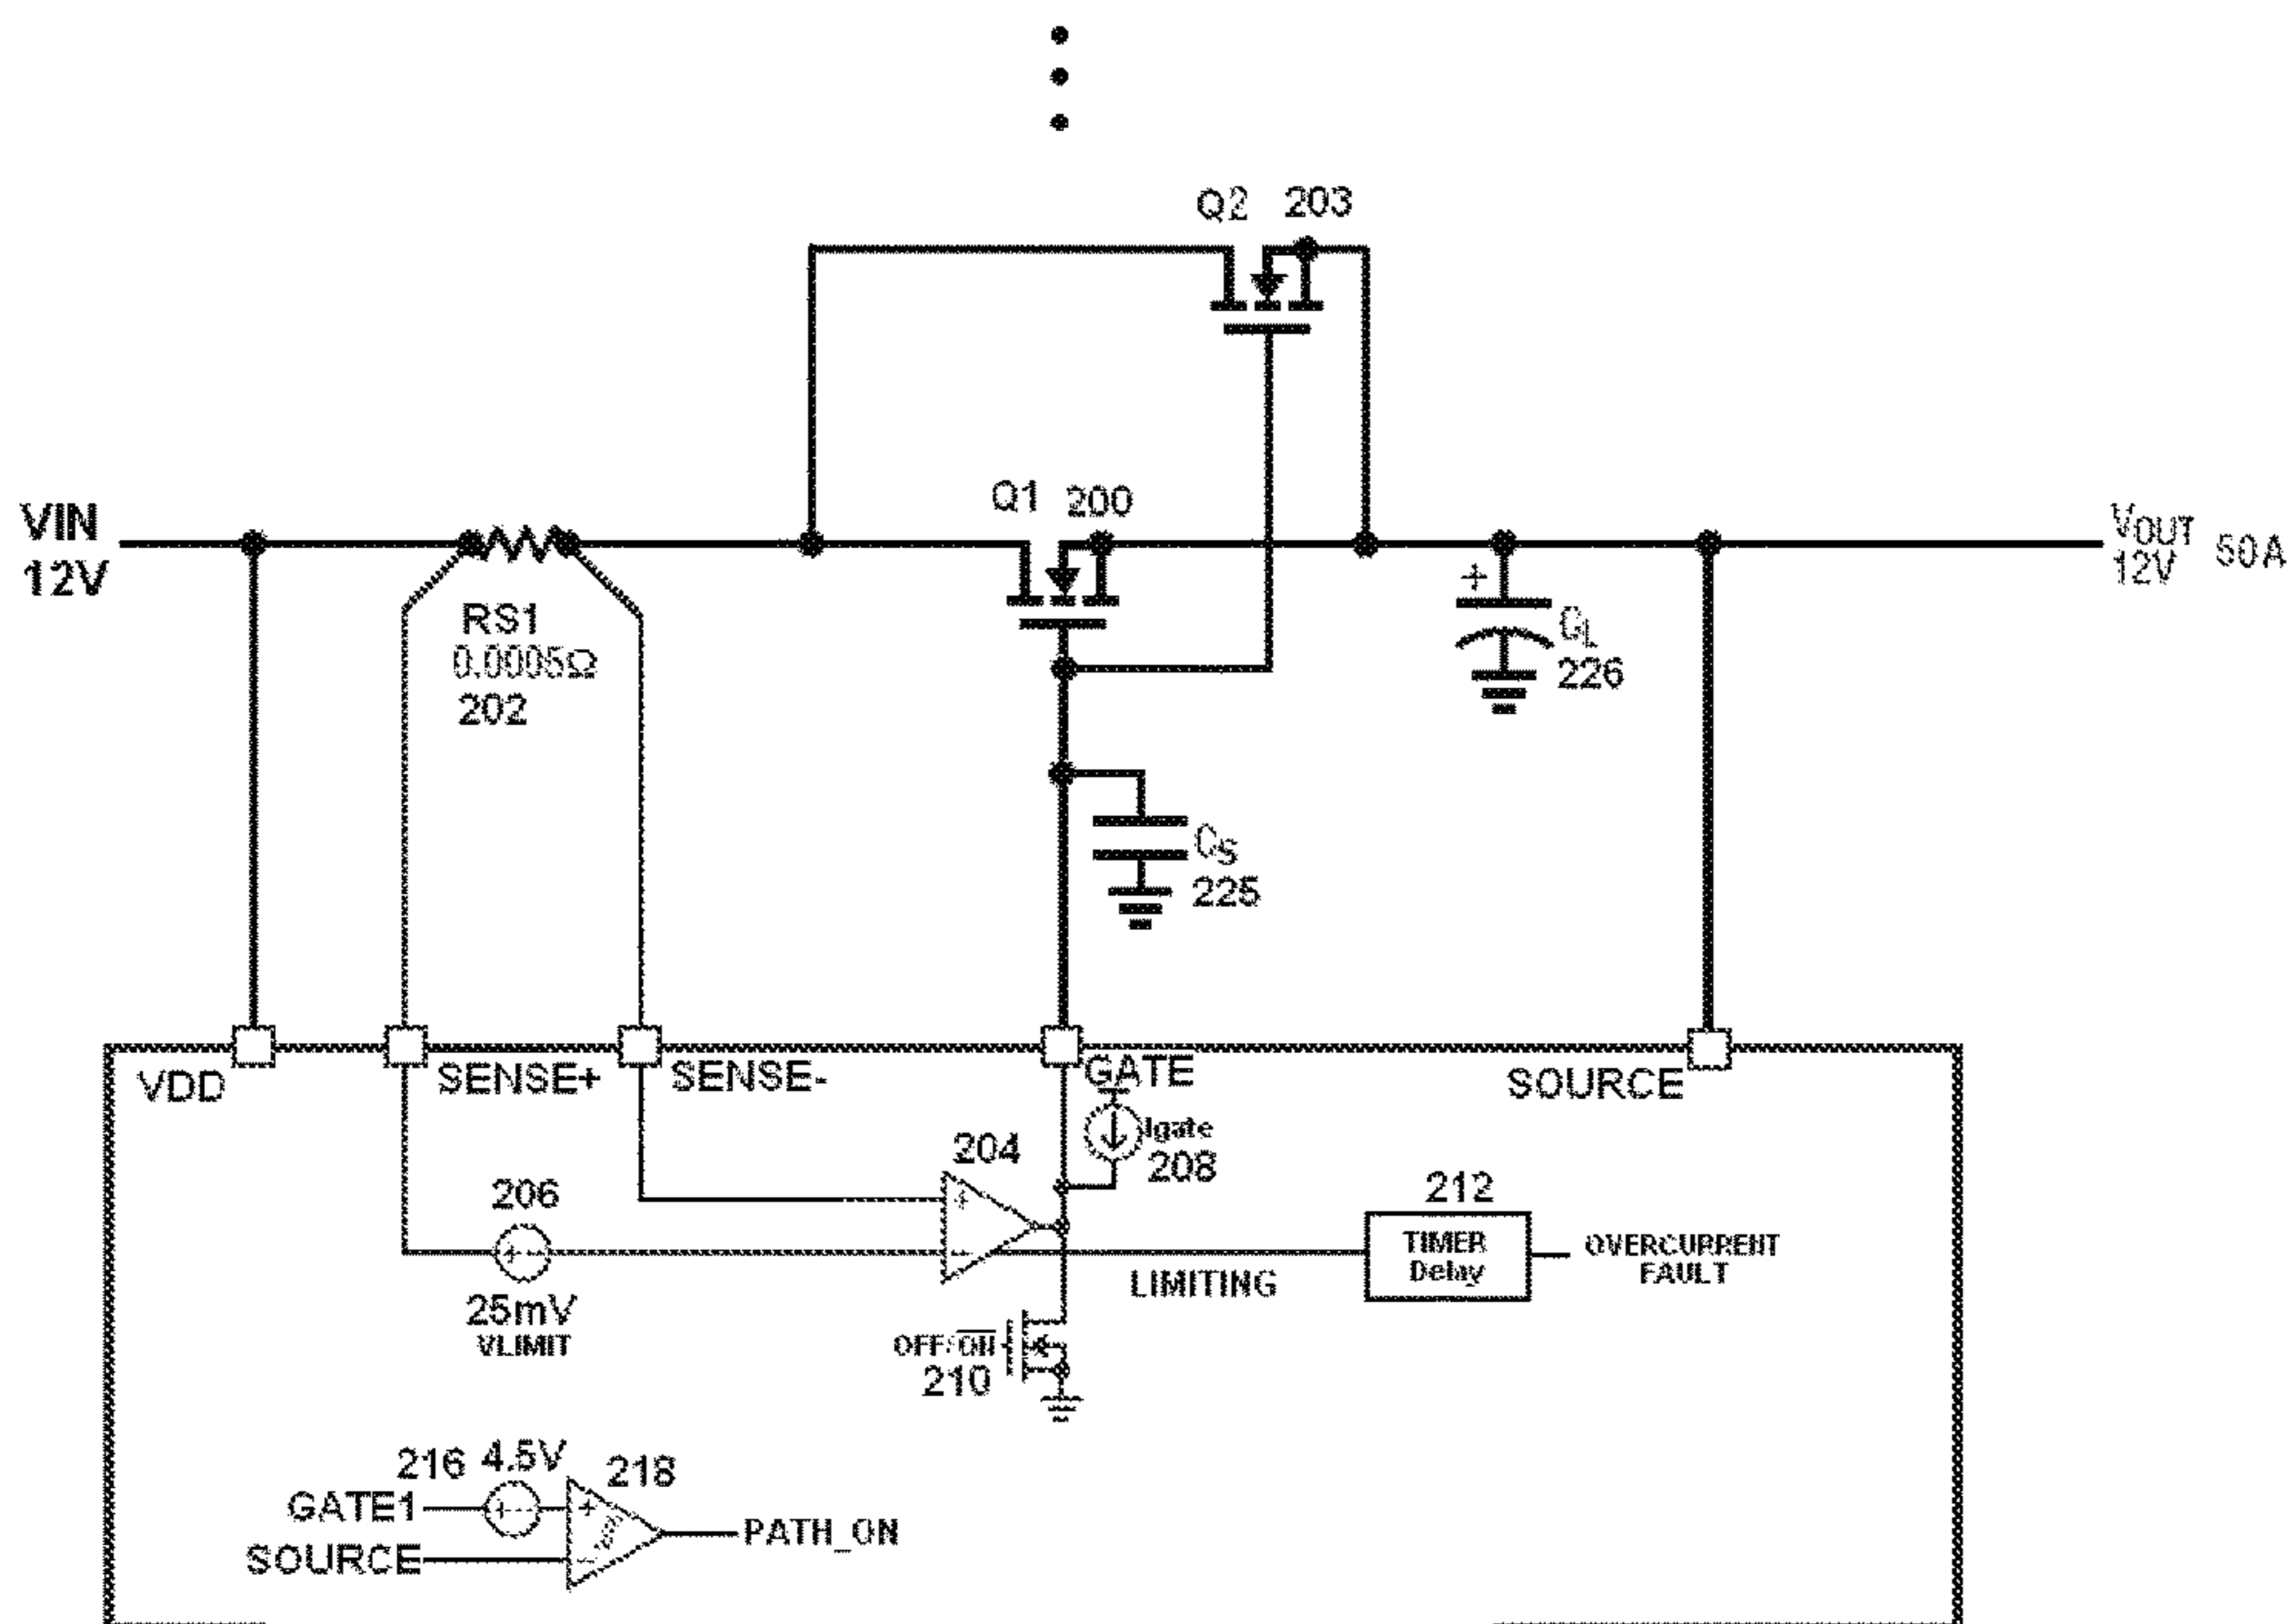 Q2 203
Q1 200
VIN
12V
VOUT
12V
50A
RS1
0.0005Ω
202
+
CL
226
CS
225
VDD
SENSE+
SENSE-
GATE
SOURCE
Igate
208
204
206
212
+
+ -
-
TIMER
Delay
OVERCURRENT
FAULT
LIMITING
25mV
VLIMIT
OFF/ON
210
216 4.5V 218
GATE1
+ -
+
PATH_ON
SOURCE
-